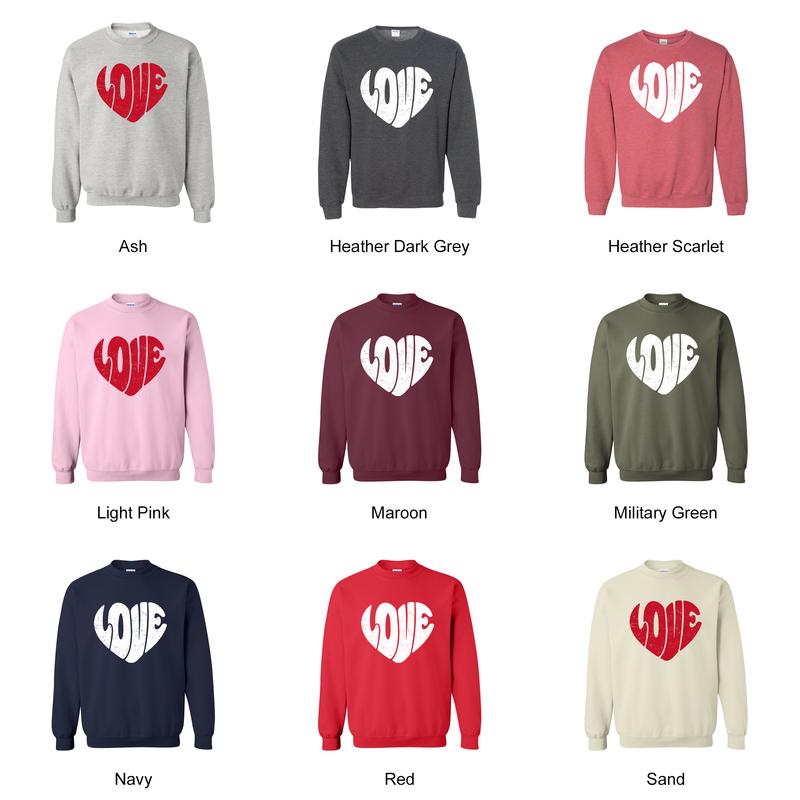 LOVE
LOVE
LOVE
Ash
Heather Dark Grey
Heather Scarlet
LOVE
LOVE
LOVE
Light Pink
Maroon
Military Green
LOVE
LOVE
LOVE
Navy
Red
Sand